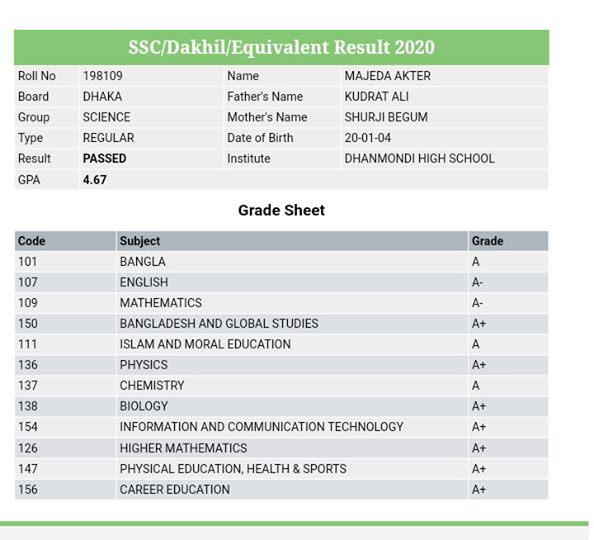 SSC/Dakhil/Equivalent Result 2020
Roll No 198109 Name MAJEDA AKTER
Board DHAKA Father's Name KUDRAT ALI
Group SCIENCE Mother's Name SHURJI BEGUM
Type REGULAR Date of Birth 20-01-04
Result PASSED Institute DHANMONDI HIGH SCHOOL
GPA 4.67
Grade Sheet
Code Subject Grade
101 BANGLA A
107 ENGLISH A-
109 MATHEMATICS A-
150 BANGLADESH AND GLOBAL STUDIES A+
111 ISLAM AND MORAL EDUCATION A
136 PHYSICS A+
137 CHEMISTRY A
138 BIOLOGY A+
154 INFORMATION AND COMMUNICATION TECHNOLOGY A+
126 HIGHER MATHEMATICS A+
147 PHYSICAL EDUCATION, HEALTH & SPORTS A+
156 CAREER EDUCATION A+